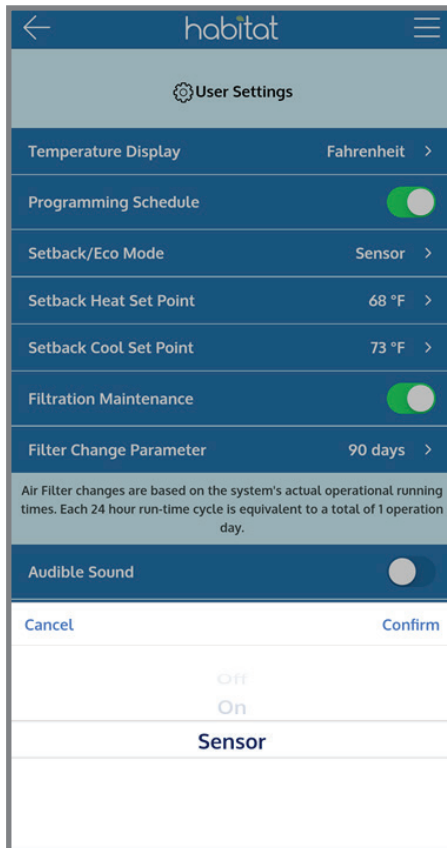 habitat
User Settings
Temperature Display Fahrenheit >
Programming Schedule
Setback/Eco Mode Sensor >
Setback Heat Set Point 68 °F >
Setback Cool Set Point 73 °F >
Filtration Maintenance
Filter Change Parameter 90 days >
Air Filter changes are based on the system's actual operational running
times. Each 24 hour run-time cycle is equivalent to a total of 1 operation
day.
Audible Sound
Cancel Confirm
Off
On
Sensor